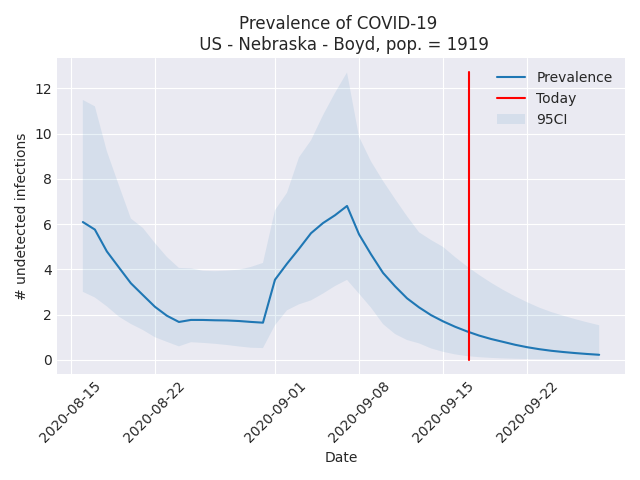 Prevalence of COVID-19
US - Nebraska - Boyd, pop. = 1919
Prevalence
Today
95CI
# undetected infections
12
10
8
6
4
2
0
2020-08-15
2020-08-22
2020-09-01
2020-09-08
2020-09-15
2020-09-22
Date